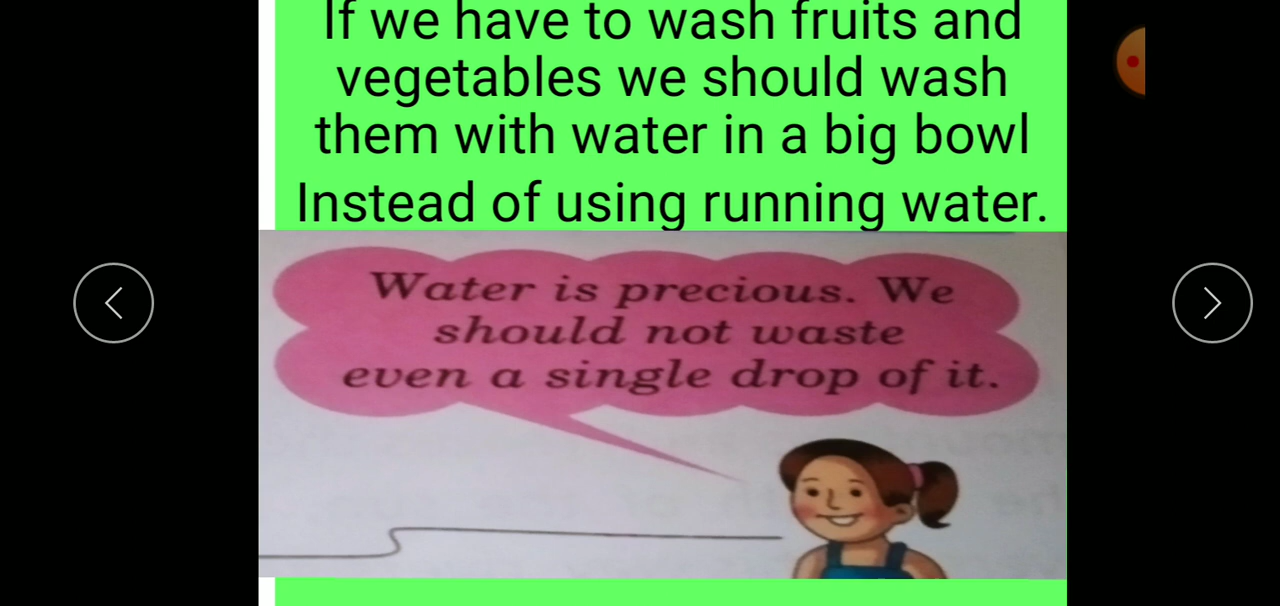 If we have to wash fruits and
vegetables we should wash
them with water in a big bowl
Instead of using running water.
Water is precious. We
should not waste
even a single drop of it.